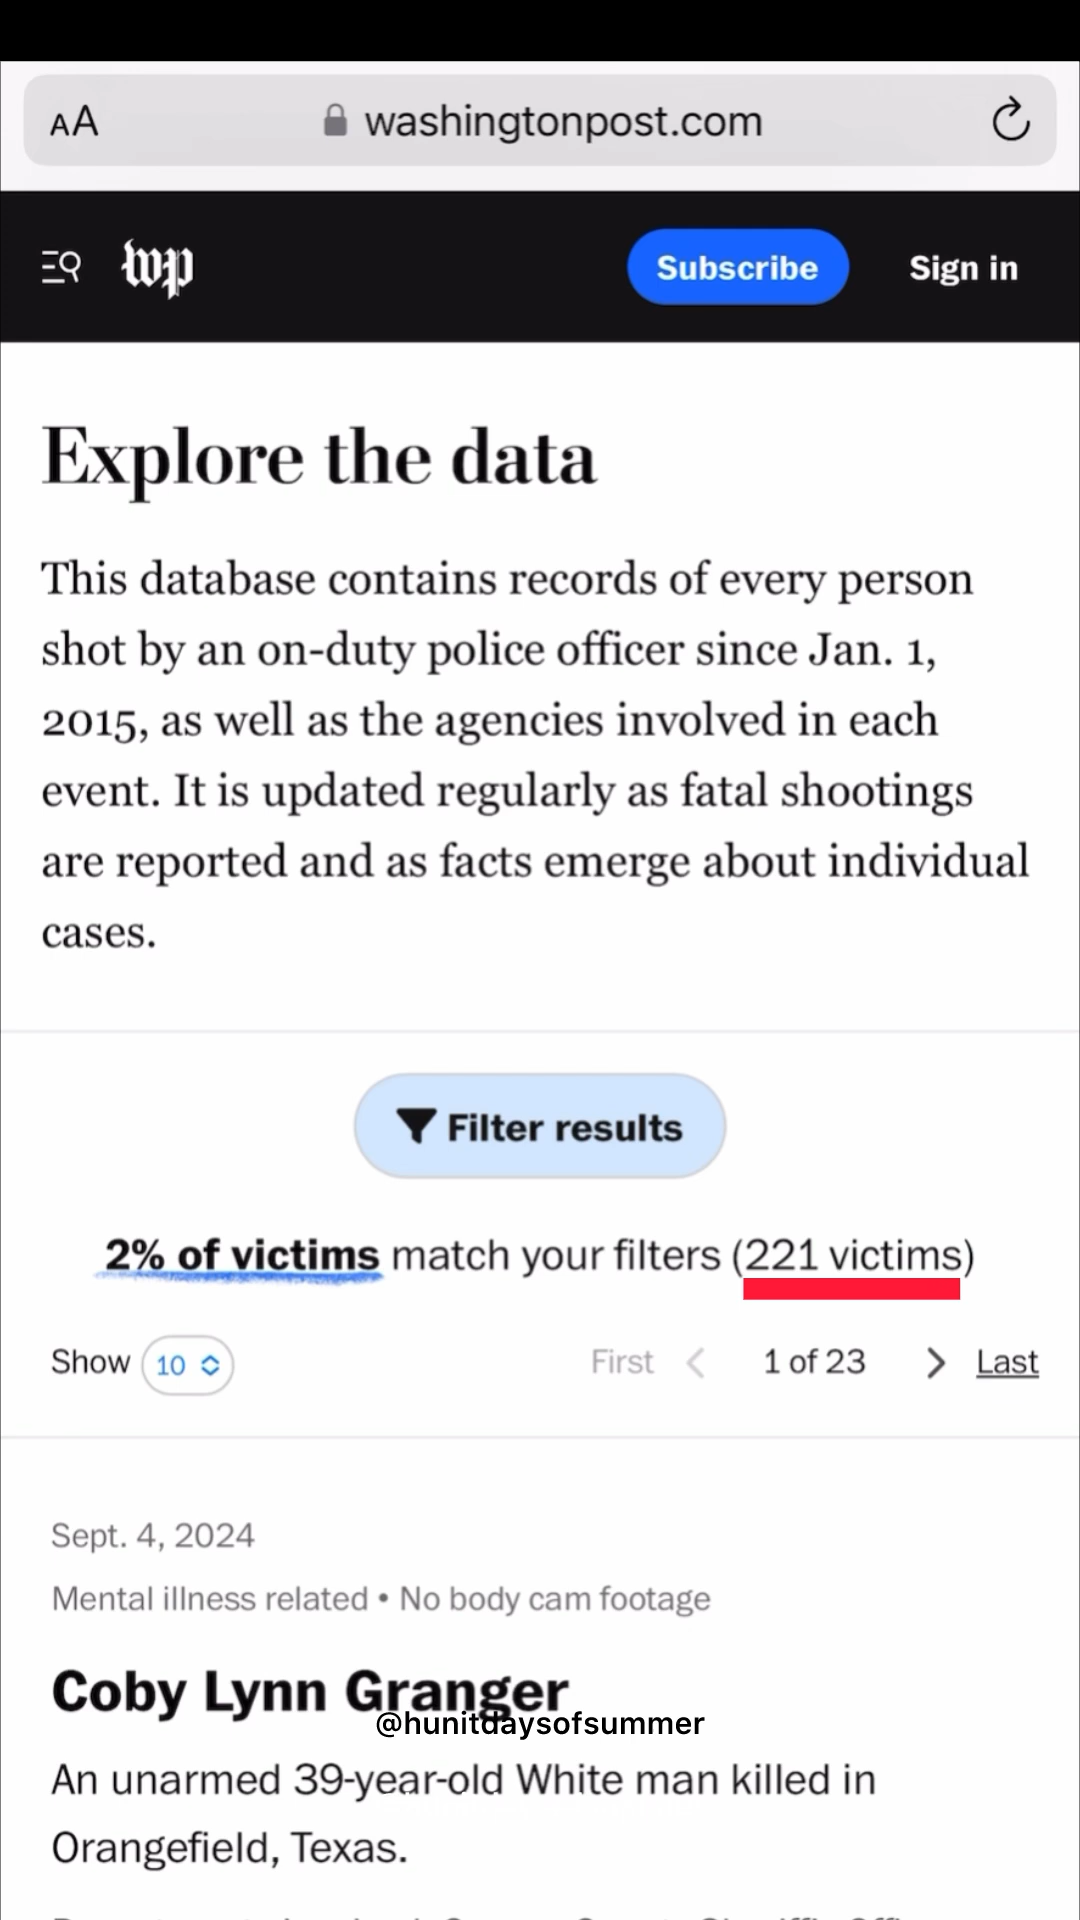 AA washingtonpost.com
wp Subscribe Sign in
Explore the data
This database contains records of every person
shot by an on-duty police officer since Jan. 1,
2015, as well as the agencies involved in each
event. It is updated regularly as fatal shootings
are reported and as facts emerge about individual
cases.
Filter results
2% of victims match your filters (221 victims)
Show 10 First 1 of 23 Last
Sept. 4, 2024
Mental illness related • No body cam footage
Coby Lynn Granger
@hunitdaysofsummer
An unarmed 39-year-old White man killed in
Orangefield, Texas.